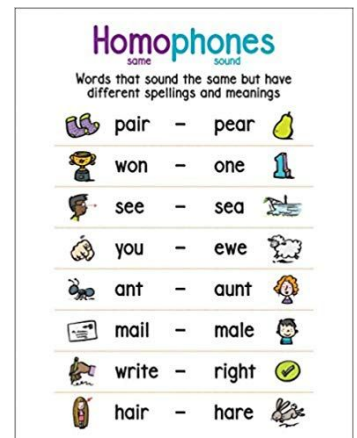 Homophones
same sound
Words that sound the same but have
different spellings and meanings
pair – pear
won – one
see – sea
you – ewe
ant – aunt
mail – male
write – right
hair – hare